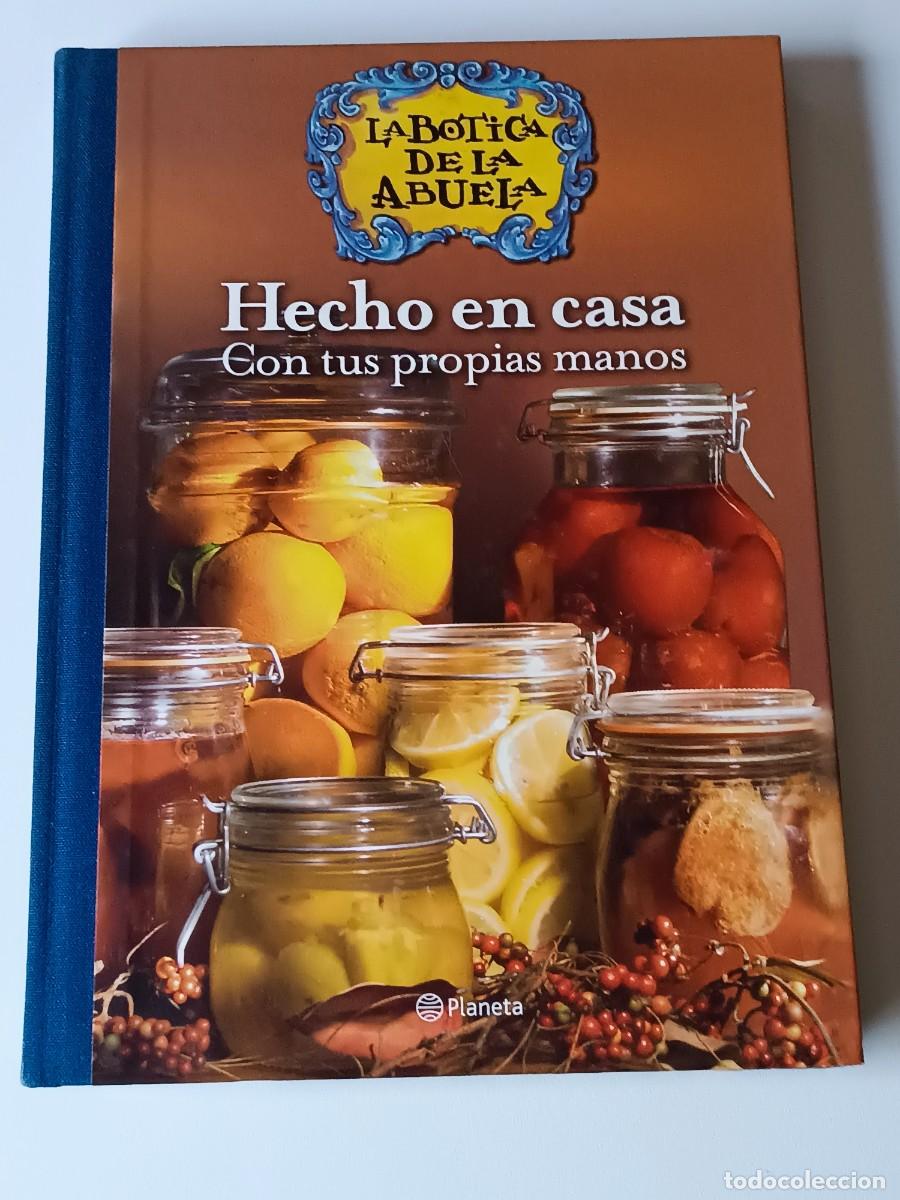 LA BOTICA
DE LA
ABUELA
Hecho en casa
Con tus propias manos
Planeta
todocoleccion